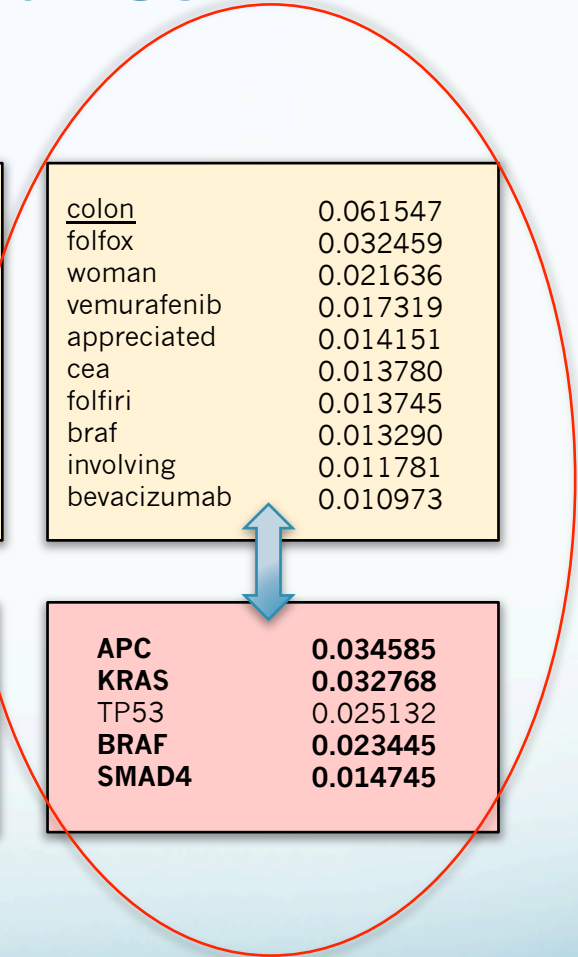 colon 0.061547
folfox 0.032459
woman 0.021636
vemurafenib 0.017319
appreciated 0.014151
cea 0.013780
folfiri 0.013745
braf 0.013290
involving 0.011781
bevacizumab 0.010973
APC 0.034585
KRAS 0.032768
TP53 0.025132
BRAF 0.023445
SMAD4 0.014745